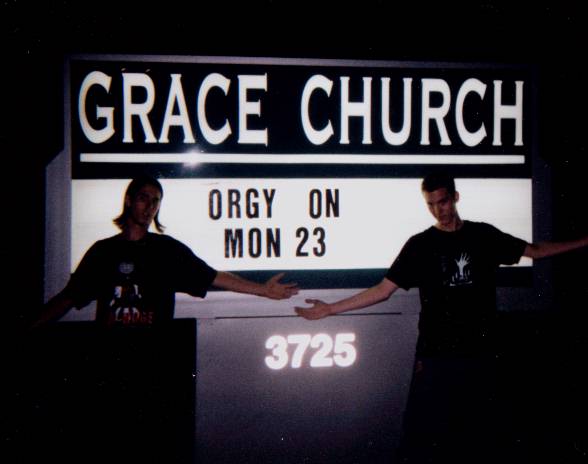 GRACE CHURCH
ORGY ON
MON 23
3725